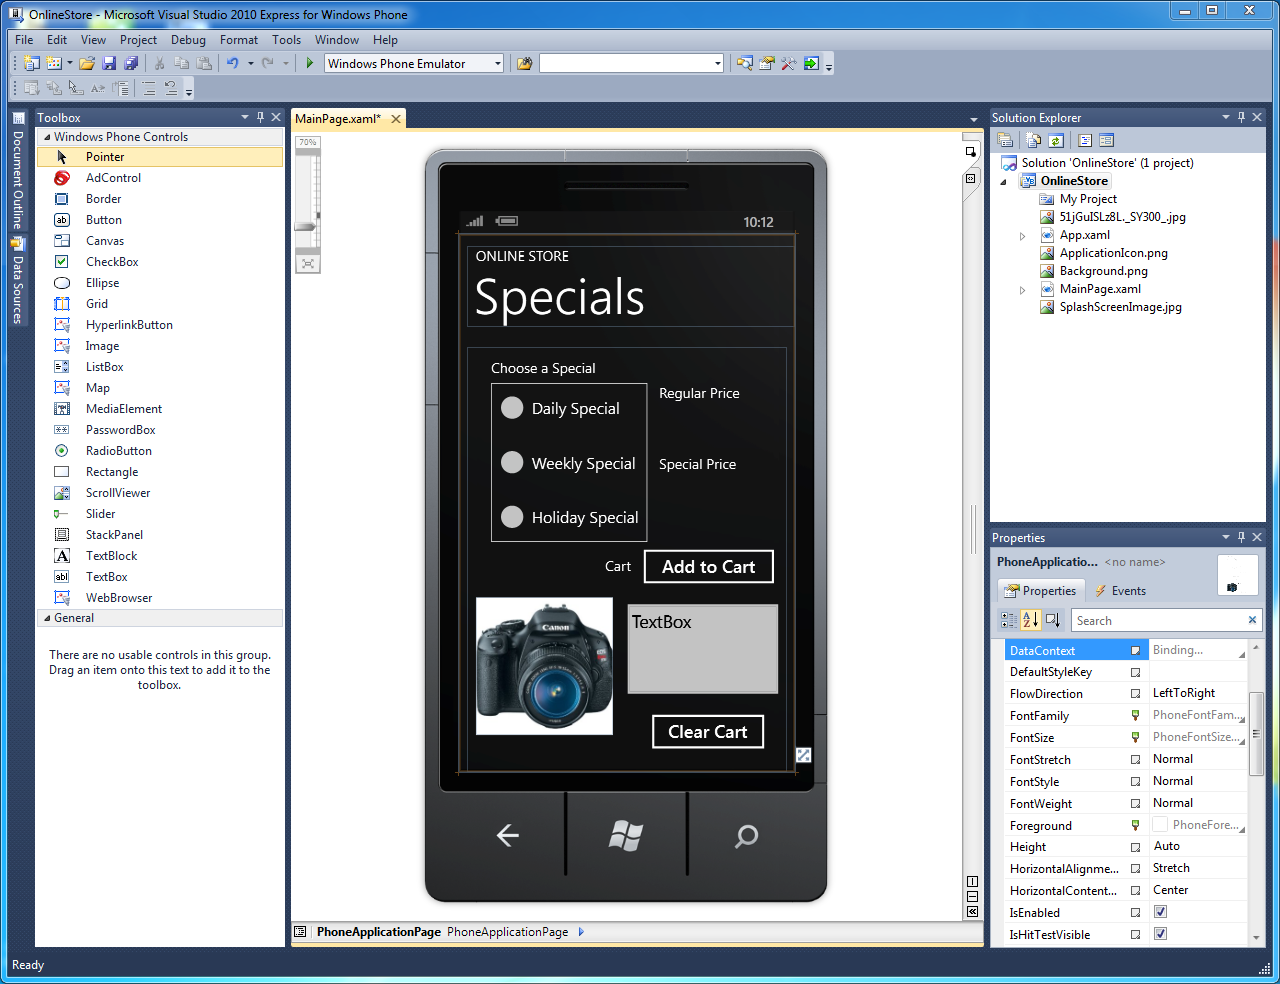 OnlineStore - Microsoft Visual Studio 2010 Express for Windows Phone
File Edit View Project Debug Format Tools Window Help
Windows Phone Emulator
Document Outline
Data Sources
Toolbox
Windows Phone Controls
Pointer
AdControl
Border
Button
Canvas
CheckBox
Ellipse
Grid
HyperlinkButton
Image
ListBox
Map
MediaElement
PasswordBox
RadioButton
Rectangle
ScrollViewer
Slider
StackPanel
TextBlock
TextBox
WebBrowser
General
There are no usable controls in this group.
Drag an item onto this text to add it to the
toolbox.
MainPage.xaml*
70%
10:12
ONLINE STORE
Specials
Choose a Special
Daily Special
Weekly Special
Holiday Special
Regular Price
Special Price
Cart
Add to Cart
Canon
TextBox
Clear Cart
PhoneApplicationPage PhoneApplicationPage
Solution Explorer
Solution 'OnlineStore' (1 project)
OnlineStore
My Project
51jGuISLz8L._SY300_.jpg
App.xaml
ApplicationIcon.png
Background.png
MainPage.xaml
SplashScreenImage.jpg
Properties
PhoneApplicatio... <no name>
Properties Events
Search
DataContext Binding...
DefaultStyleKey
FlowDirection LeftToRight
FontFamily PhoneFontFam...
FontSize PhoneFontSize...
FontStretch Normal
FontStyle Normal
FontWeight Normal
Foreground PhoneFore...
Height Auto
HorizontalAlignme... Stretch
HorizontalContent... Center
IsEnabled
IsHitTestVisible
Ready